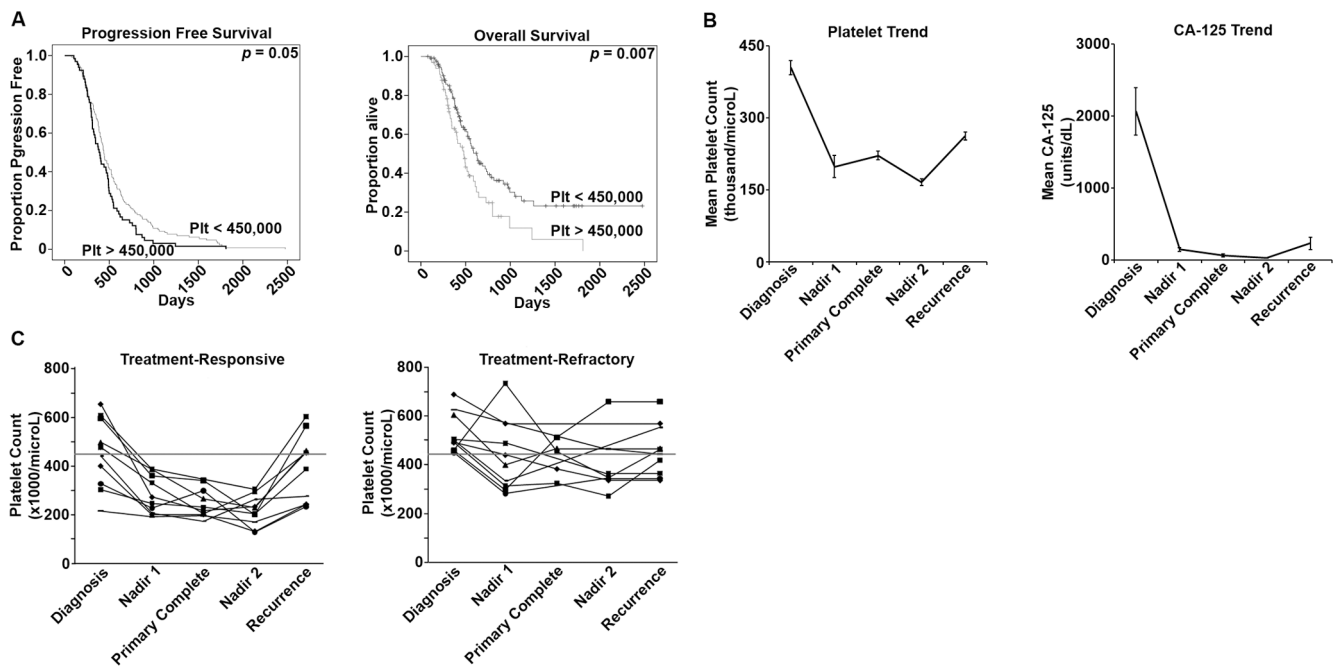 A
Progression Free Survival
p = 0.05
Proportion Pgression Free
1.0
0.8
0.6
0.4
0.2
0
Plt < 450,000
Plt > 450,000
0
500
1000
1500
2000
2500
Days
Overall Survival
p = 0.007
Proportion alive
1.0
0.8
0.6
0.4
0.2
0
Plt < 450,000
Plt > 450,000
0
500
1000
1500
2000
2500
Days
B
Platelet Trend
Mean Platelet Count
(thousand/microL)
450
300
150
0
Diagnosis
Nadir 1
Primary Complete
Nadir 2
Recurrence
CA-125 Trend
Mean CA-125
(units/dL)
3000
2000
1000
0
Diagnosis
Nadir 1
Primary Complete
Nadir 2
Recurrence
C
Treatment-Responsive
Platelet Count
(x1000/microL)
800
600
400
200
0
Diagnosis
Nadir 1
Primary Complete
Nadir 2
Recurrence
Treatment-Refractory
Platelet Count
(x1000/microL)
800
600
400
200
0
Diagnosis
Nadir 1
Primary Complete
Nadir 2
Recurrence